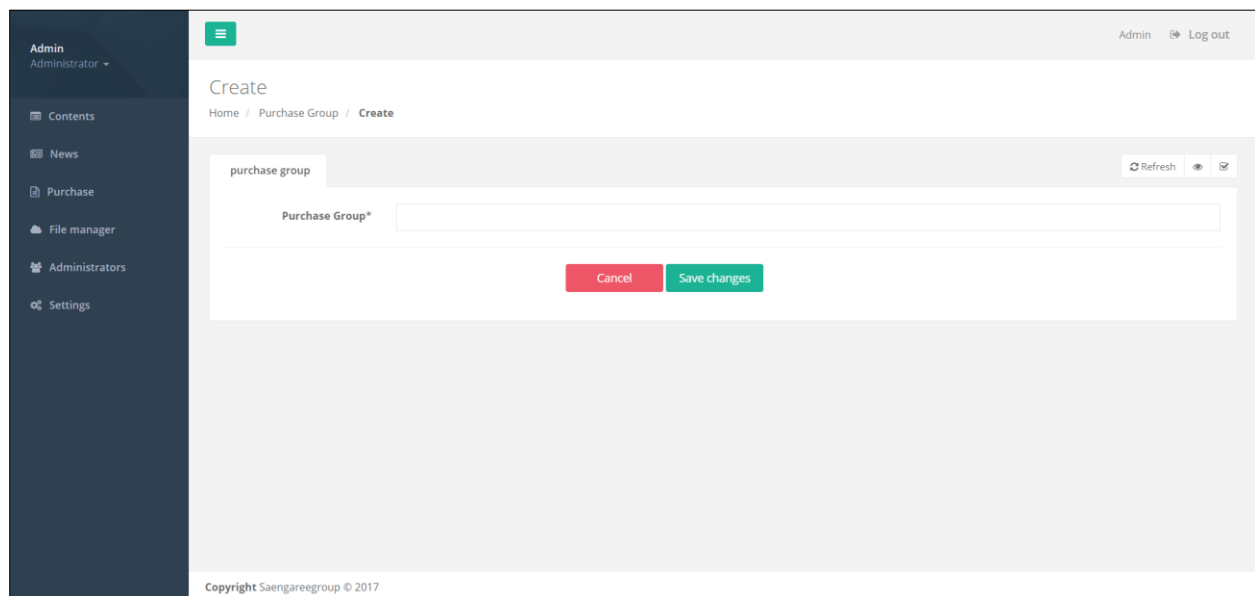 Admin
Administrator
Contents
News
Purchase
File manager
Administrators
Settings
Admin Log out
Create
Home / Purchase Group / Create
purchase group
Refresh
Purchase Group*
Cancel Save changes
Copyright Saengareegroup © 2017